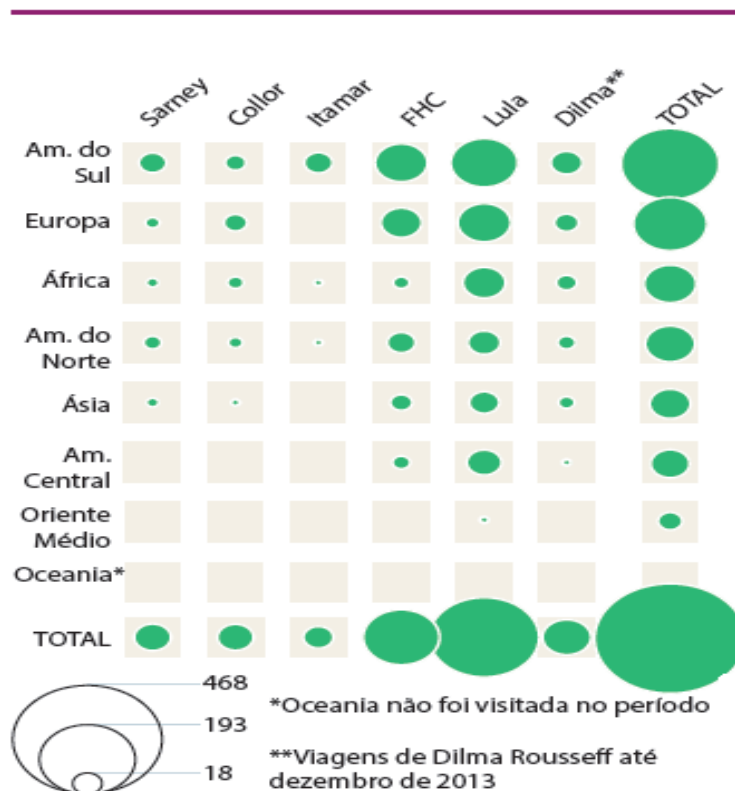 Sarney Collor Itamar FHC Lula Dilma** TOTAL
Am. do
Sul
Europa
África
Am. do
Norte
Ásia
Am.
Central
Oriente
Médio
Oceania*
TOTAL
468
193
18
*Oceania não foi visitada no período
**Viagens de Dilma Rousseff até
dezembro de 2013